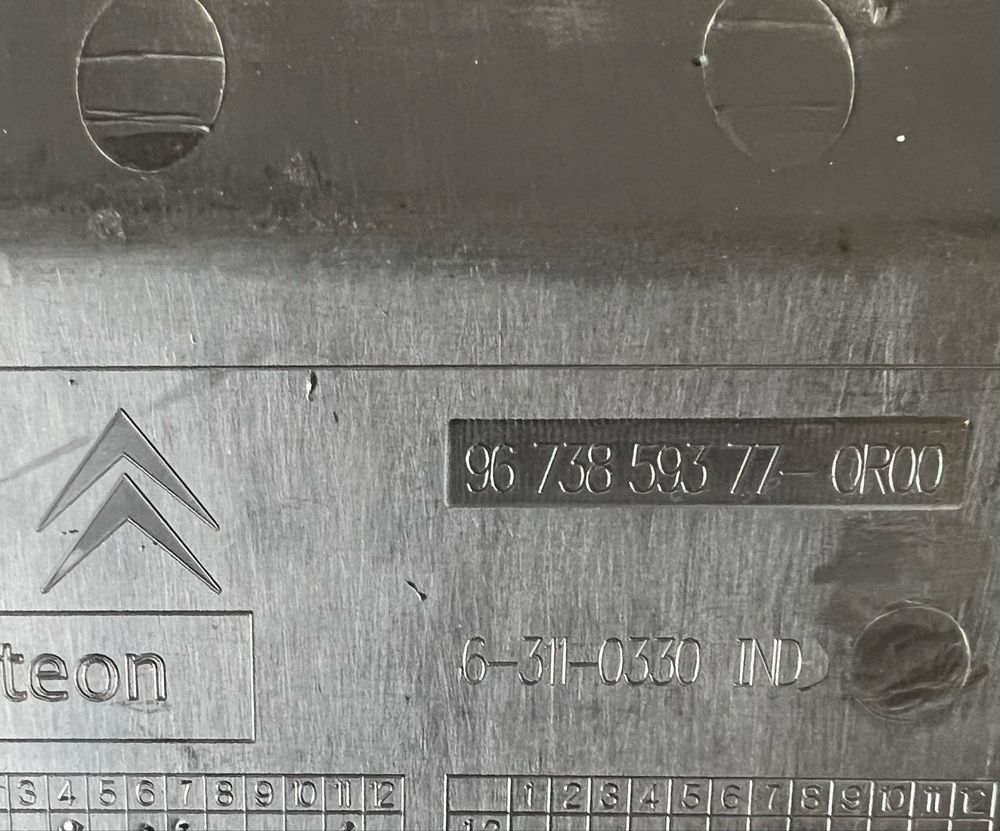 96 738 593 77-0R00
teon
6-311-0330 IND
3 4 5 6 7 8 9 10 11 12
1 2 3 4 5 6 7 8 9 10 11 12